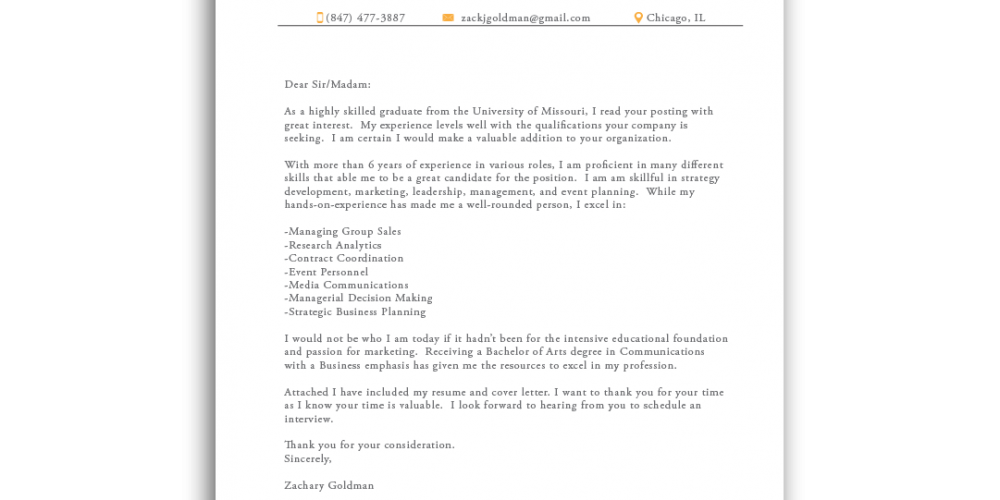 (847) 477-3887 zackjgoldman@gmail.com Chicago, IL
Dear Sir/Madam:
As a highly skilled graduate from the University of Missouri, I read your posting with
great interest. My experience levels well with the qualifications your company is
seeking. I am certain I would make a valuable addition to your organization.
With more than 6 years of experience in various roles, I am proficient in many different
skills that able me to be a great candidate for the position. I am am skillful in strategy
development, marketing, leadership, management, and event planning. While my
hands-on-experience has made me a well-rounded person, I excel in:
-Managing Group Sales
-Research Analytics
-Contract Coordination
-Event Personnel
-Media Communications
-Managerial Decision Making
-Strategic Business Planning
I would not be who I am today if it hadn't been for the intensive educational foundation
and passion for marketing. Receiving a Bachelor of Arts degree in Communications
with a Business emphasis has given me the resources to excel in my profession.
Attached I have included my resume and cover letter. I want to thank you for your time
as I know your time is valuable. I look forward to hearing from you to schedule an
interview.
Thank you for your consideration.
Sincerely,
Zachary Goldman